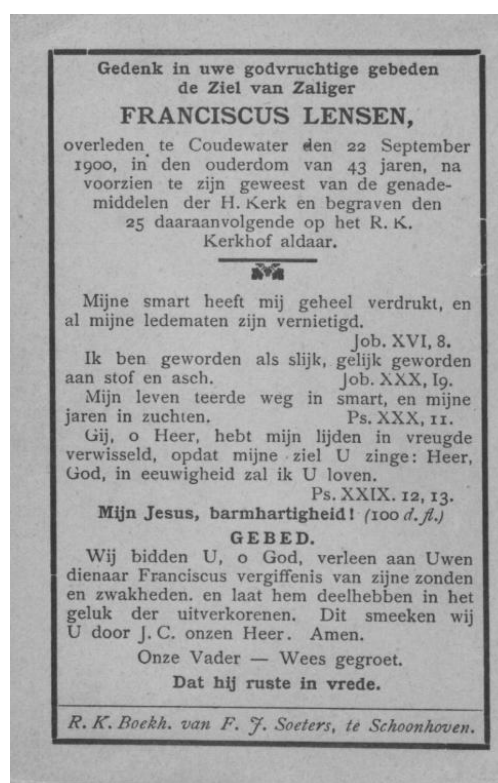 Gedenk in uwe godvruchtige gebeden
de Ziel van Zaliger
FRANCISCUS LENSEN,
overleden te Coudewater den 22 September
1900, in den ouderdom van 43 jaren, na
voorzien te zijn geweest van de genade-
middelen der H. Kerk en begraven den
25 daaraanvolgende op het R. K.
Kerkhof aldaar.
Mijne smart heeft mij geheel verdrukt, en
al mijne ledematen zijn vernietigd.
Job. XVI, 8.
Ik ben geworden als slijk, gelijk geworden
aan stof en asch. Job. XXX, 19.
Mijn leven teerde weg in smart, en mijne
jaren in zuchten. Ps. XXX, 11.
Gij, o Heer, hebt mijn lijden in vreugde
verwisseld, opdat mijne ziel U zinge: Heer,
God, in eeuwigheid zal ik U loven.
Ps. XXIX. 12, 13.
Mijn Jesus, barmhartigheid! (100 d. fl.)
GEBED.
Wij bidden U, o God, verleen aan Uwen
dienaar Franciscus vergiffenis van zijne zonden
en zwakheden. en laat hem deelhebben in het
geluk der uitverkorenen. Dit smeeken wij
U door J. C. onzen Heer. Amen.
Onze Vader — Wees gegroet.
Dat hij ruste in vrede.
R. K. Boekh. van F. J. Soeters, te Schoonhoven.